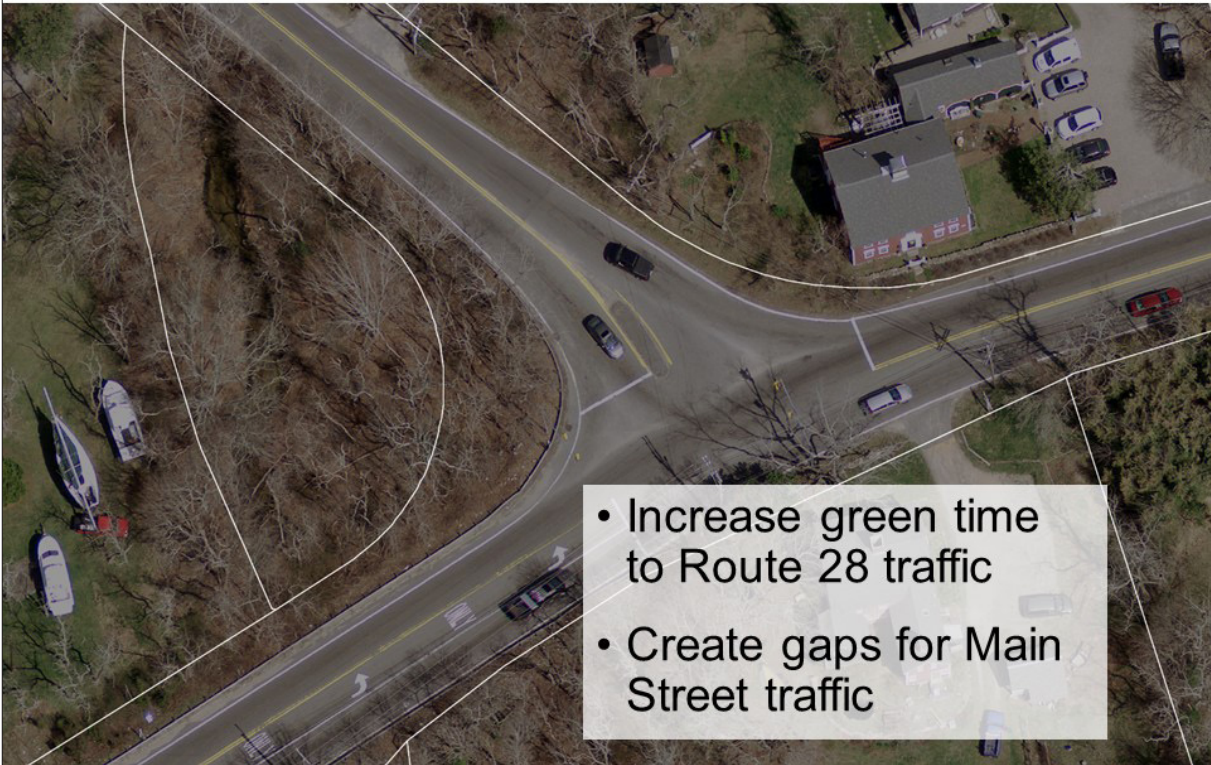 • Increase green time
to Route 28 traffic
• Create gaps for Main
Street traffic